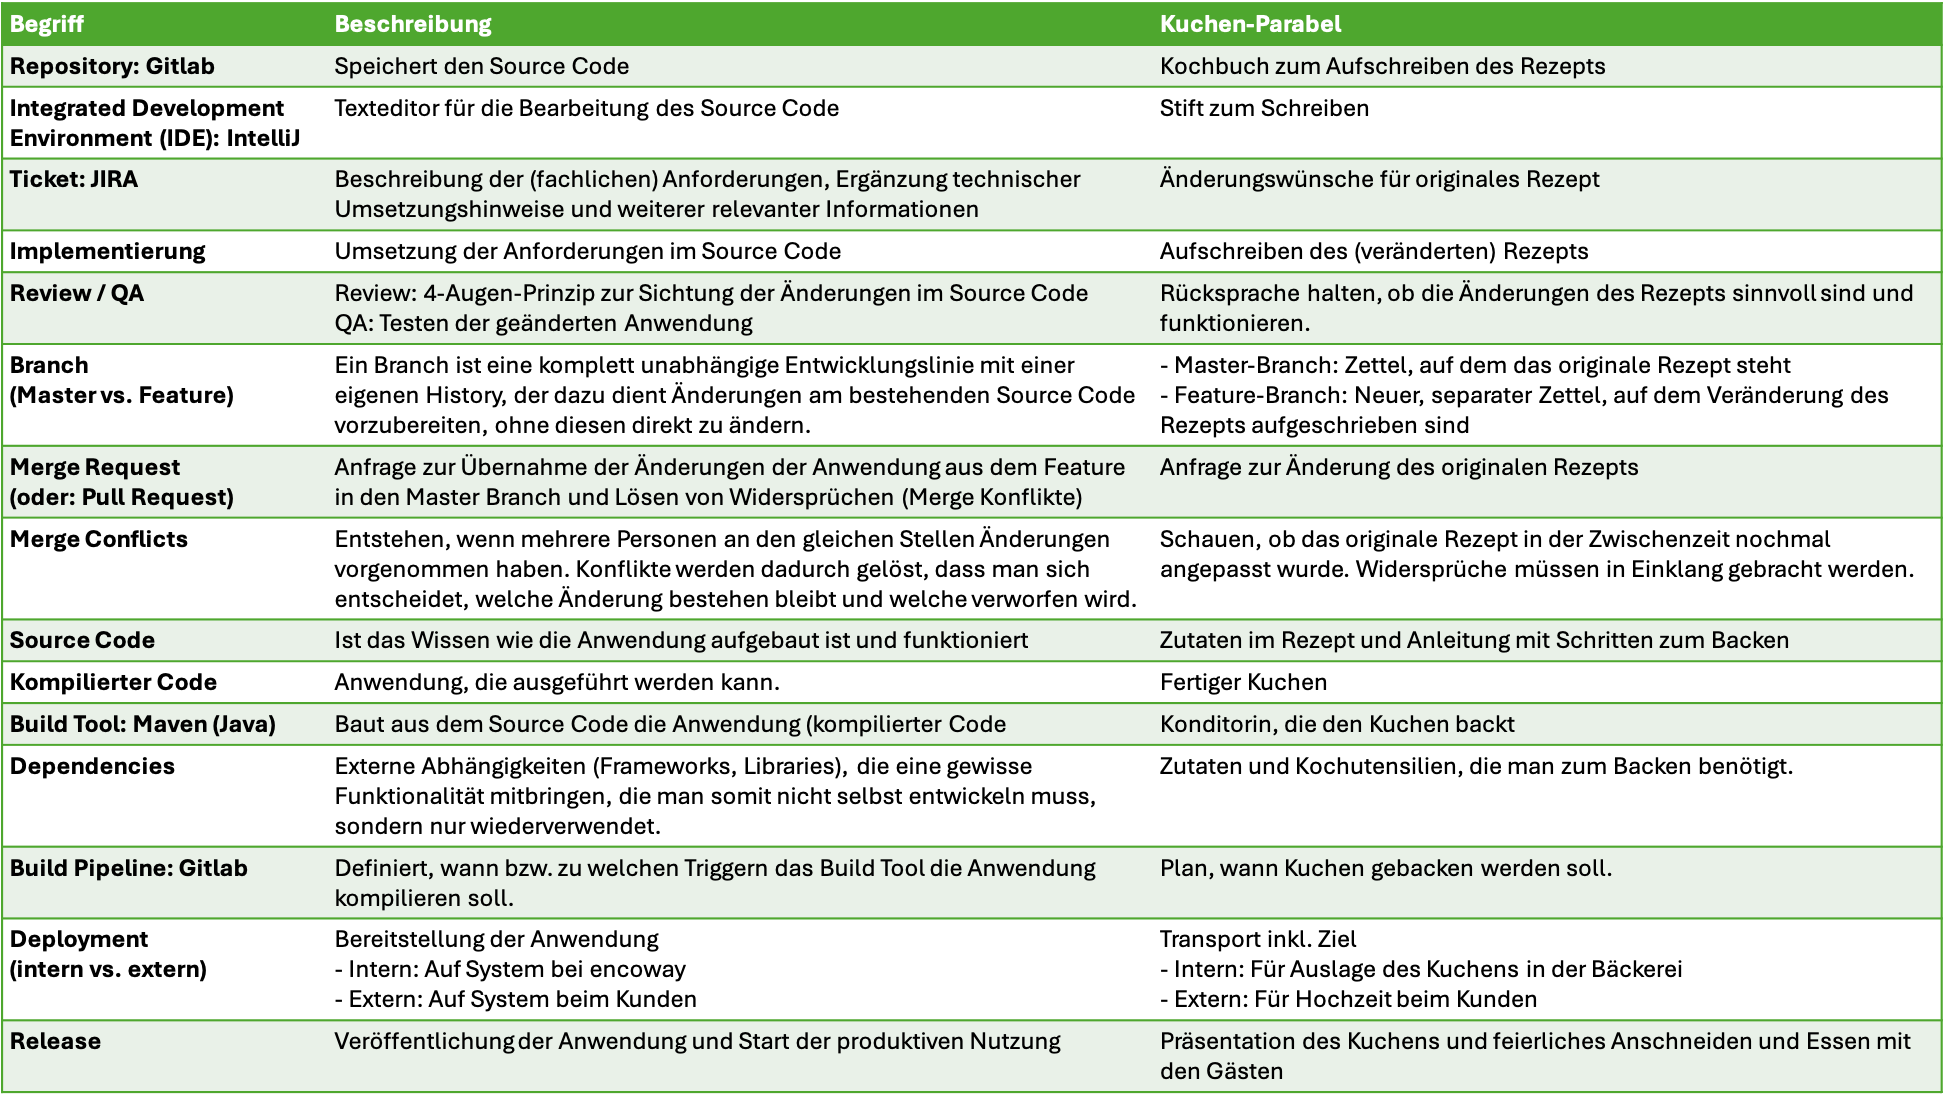 Begriff Beschreibung Kuchen-Parabel
Repository: Gitlab Speichert den Source Code Kochbuch zum Aufschreiben des Rezepts
Integrated Development Texteditor für die Bearbeitung des Source Code Stift zum Schreiben
Environment (IDE): IntelliJ
Ticket: JIRA Beschreibung der (fachlichen) Anforderungen, Ergänzung technischer Änderungswünsche für originales Rezept
Umsetzungshinweise und weiterer relevanter Informationen
Implementierung Umsetzung der Anforderungen im Source Code Aufschreiben des (veränderten) Rezepts
Review / QA Review: 4-Augen-Prinzip zur Sichtung der Änderungen im Source Code Rücksprache halten, ob die Änderungen des Rezepts sinnvoll sind und
QA: Testen der geänderten Anwendung funktionieren.
Branch Ein Branch ist eine komplett unabhängige Entwicklungslinie mit einer - Master-Branch: Zettel, auf dem das originale Rezept steht
(Master vs. Feature) eigenen History, der dazu dient Änderungen am bestehenden Source Code - Feature-Branch: Neuer, separater Zettel, auf dem Veränderung des
vorzubereiten, ohne diesen direkt zu ändern. Rezepts aufgeschrieben sind
Merge Request Anfrage zur Übernahme der Änderungen der Anwendung aus dem Feature Anfrage zur Änderung des originalen Rezepts
(oder: Pull Request) in den Master Branch und Lösen von Widersprüchen (Merge Konflikte)
Merge Conflicts Entstehen, wenn mehrere Personen an den gleichen Stellen Änderungen Schauen, ob das originale Rezept in der Zwischenzeit nochmal
vorgenommen haben. Konflikte werden dadurch gelöst, dass man sich angepasst wurde. Widersprüche müssen in Einklang gebracht werden.
entscheidet, welche Änderung bestehen bleibt und welche verworfen wird.
Source Code Ist das Wissen wie die Anwendung aufgebaut ist und funktioniert Zutaten im Rezept und Anleitung mit Schritten zum Backen
Kompilierter Code Anwendung, die ausgeführt werden kann. Fertiger Kuchen
Build Tool: Maven (Java) Baut aus dem Source Code die Anwendung (kompilierter Code Konditorin, die den Kuchen backt
Dependencies Externe Abhängigkeiten (Frameworks, Libraries), die eine gewisse Zutaten und Kochutensilien, die man zum Backen benötigt.
Funktionalität mitbringen, die man somit nicht selbst entwickeln muss,
sondern nur wiederverwendet.
Build Pipeline: Gitlab Definiert, wann bzw. zu welchen Triggern das Build Tool die Anwendung Plan, wann Kuchen gebacken werden soll.
kompilieren soll.
Deployment Bereitstellung der Anwendung Transport inkl. Ziel
(intern vs. extern) - Intern: Auf System bei encoway - Intern: Für Auslage des Kuchens in der Bäckerei
- Extern: Auf System beim Kunden - Extern: Für Hochzeit beim Kunden
Release Veröffentlichung der Anwendung und Start der produktiven Nutzung Präsentation des Kuchens und feierliches Anschneiden und Essen mit
den Gästen